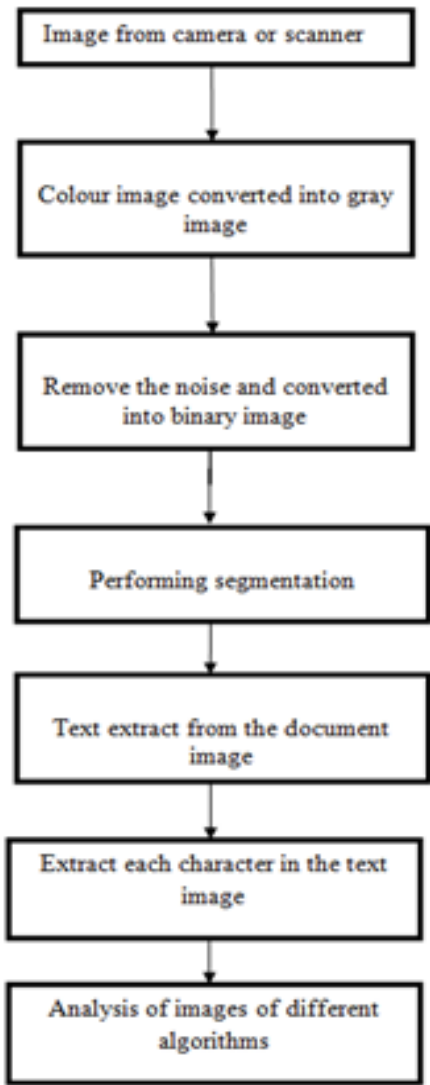 Image from camera or scanner
Colour image converted into gray
image
Remove the noise and converted
into binary image
Performing segmentation
Text extract from the document
image
Extract each character in the text
image
Analysis of images of different
algorithms